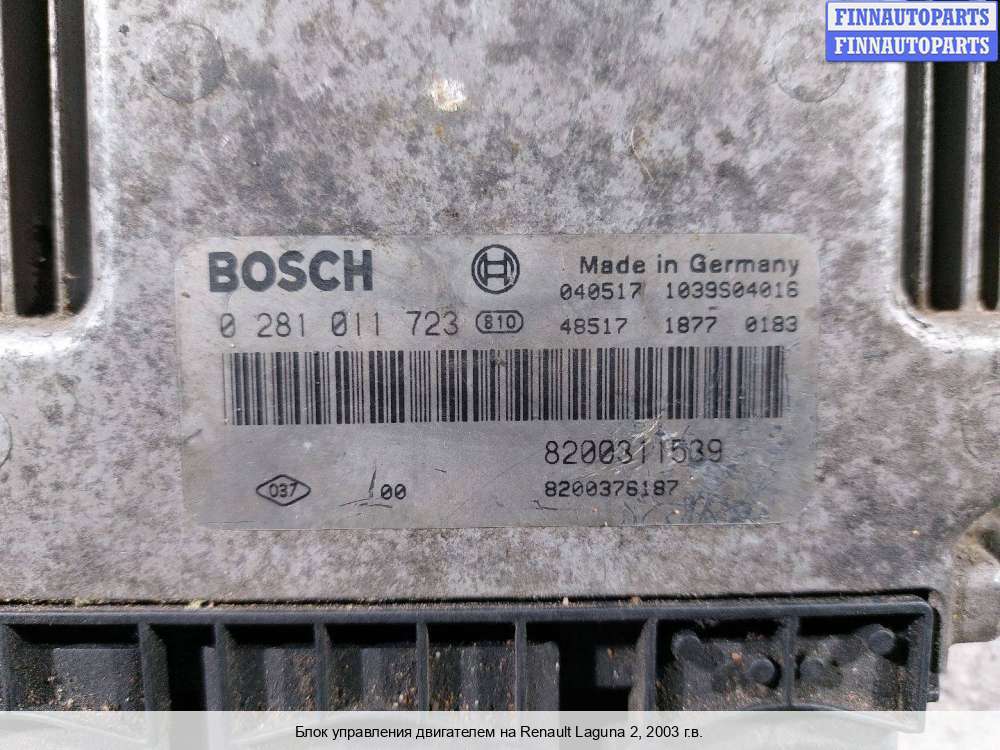 FINNAUTOPARTS
FINNAUTOPARTS
BOSCH
Made in Germany
040517 1039S04016
0 281 011 723 810 48517 1877 0183
8200311539
037 00 8200376187
Блок управления двигателем на Renault Laguna 2, 2003 г.в.